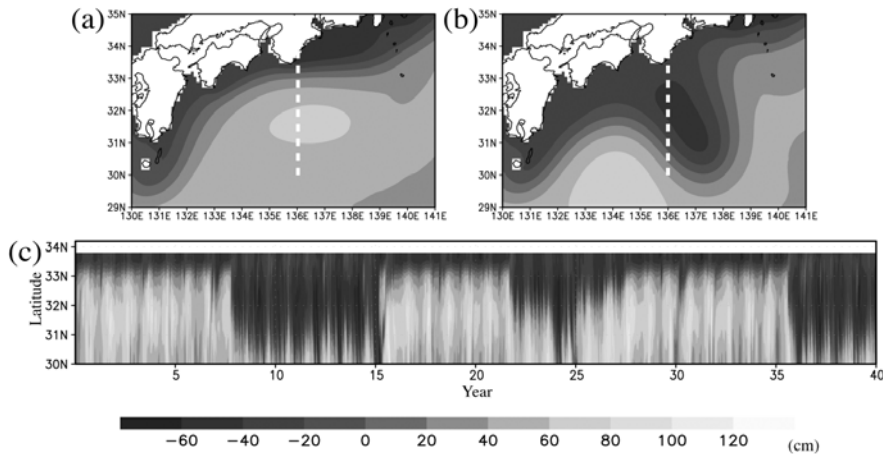 (a) (b)
35N 35N
34N 34N
33N 33N
32N 32N
31N 31N
30N 30N
29N 29N
130E 131E 132E 133E 134E 135E 136E 137E 138E 139E 140E 141E 130E 131E 132E 133E 134E 135E 136E 137E 138E 139E 140E 141E
(c)
34N
33N
32N
31N
30N
Latitude
5 10 15 20 25 30 35 40
Year
−60 −40 −20 0 20 40 60 80 100 120 (cm)